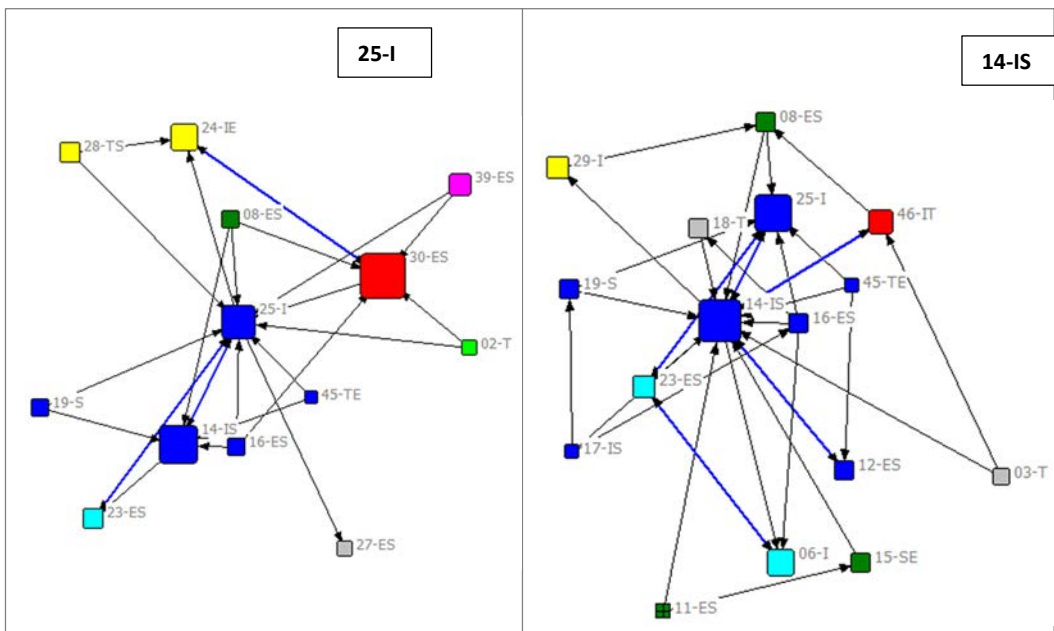 25-I
24-IE
28-TS
39-ES
08-ES
30-ES
25-I
02-T
45-TE
19-S
14-IS
16-ES
23-ES
27-ES
14-IS
08-ES
29-I
25-I
46-IT
18-T
45-TE
19-S
14-IS
16-ES
23-ES
17-IS
12-ES
03-T
06-I
15-SE
11-ES